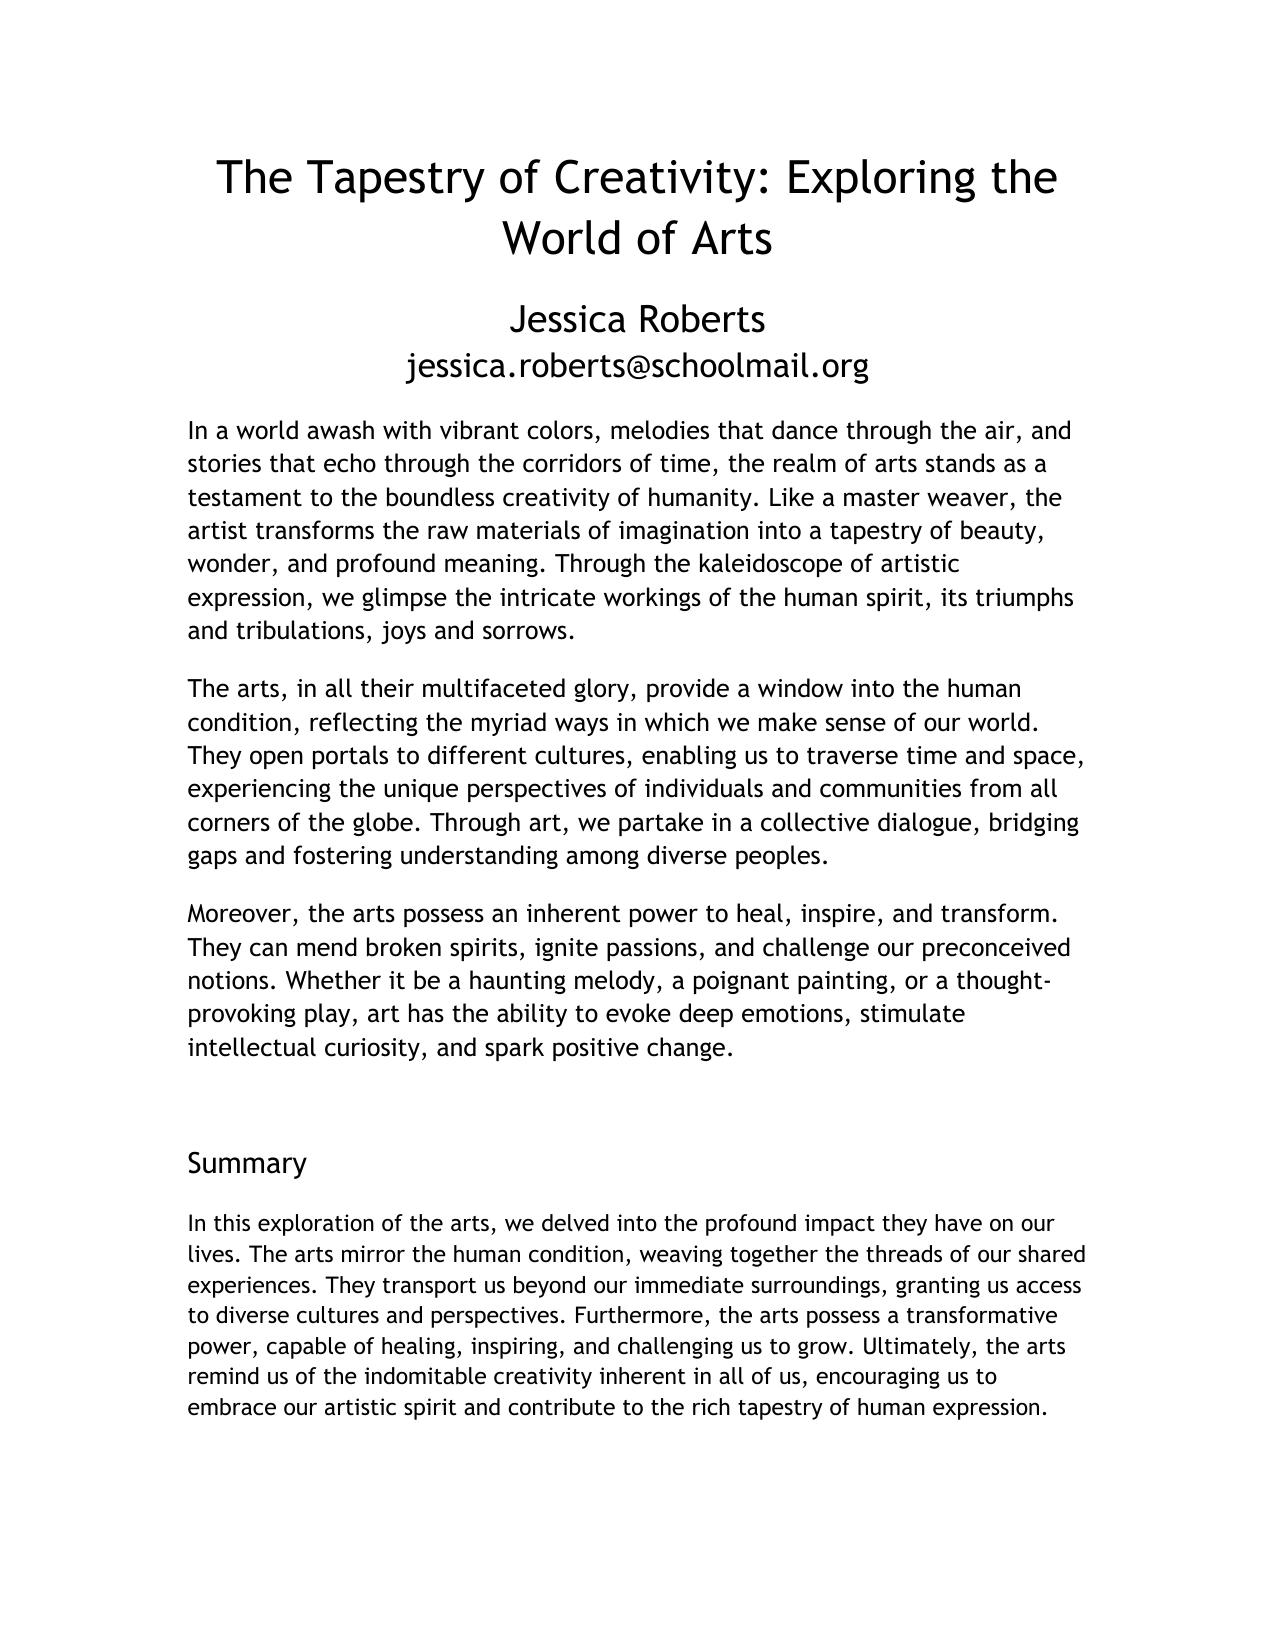 The Tapestry of Creativity: Exploring the
World of Arts
Jessica Roberts
jessica.roberts@schoolmail.org
In a world awash with vibrant colors, melodies that dance through the air, and
stories that echo through the corridors of time, the realm of arts stands as a
testament to the boundless creativity of humanity. Like a master weaver, the
artist transforms the raw materials of imagination into a tapestry of beauty,
wonder, and profound meaning. Through the kaleidoscope of artistic
expression, we glimpse the intricate workings of the human spirit, its triumphs
and tribulations, joys and sorrows.
The arts, in all their multifaceted glory, provide a window into the human
condition, reflecting the myriad ways in which we make sense of our world.
They open portals to different cultures, enabling us to traverse time and space,
experiencing the unique perspectives of individuals and communities from all
corners of the globe. Through art, we partake in a collective dialogue, bridging
gaps and fostering understanding among diverse peoples.
Moreover, the arts possess an inherent power to heal, inspire, and transform.
They can mend broken spirits, ignite passions, and challenge our preconceived
notions. Whether it be a haunting melody, a poignant painting, or a thought-
provoking play, art has the ability to evoke deep emotions, stimulate
intellectual curiosity, and spark positive change.
Summary
In this exploration of the arts, we delved into the profound impact they have on our
lives. The arts mirror the human condition, weaving together the threads of our shared
experiences. They transport us beyond our immediate surroundings, granting us access
to diverse cultures and perspectives. Furthermore, the arts possess a transformative
power, capable of healing, inspiring, and challenging us to grow. Ultimately, the arts
remind us of the indomitable creativity inherent in all of us, encouraging us to
embrace our artistic spirit and contribute to the rich tapestry of human expression.